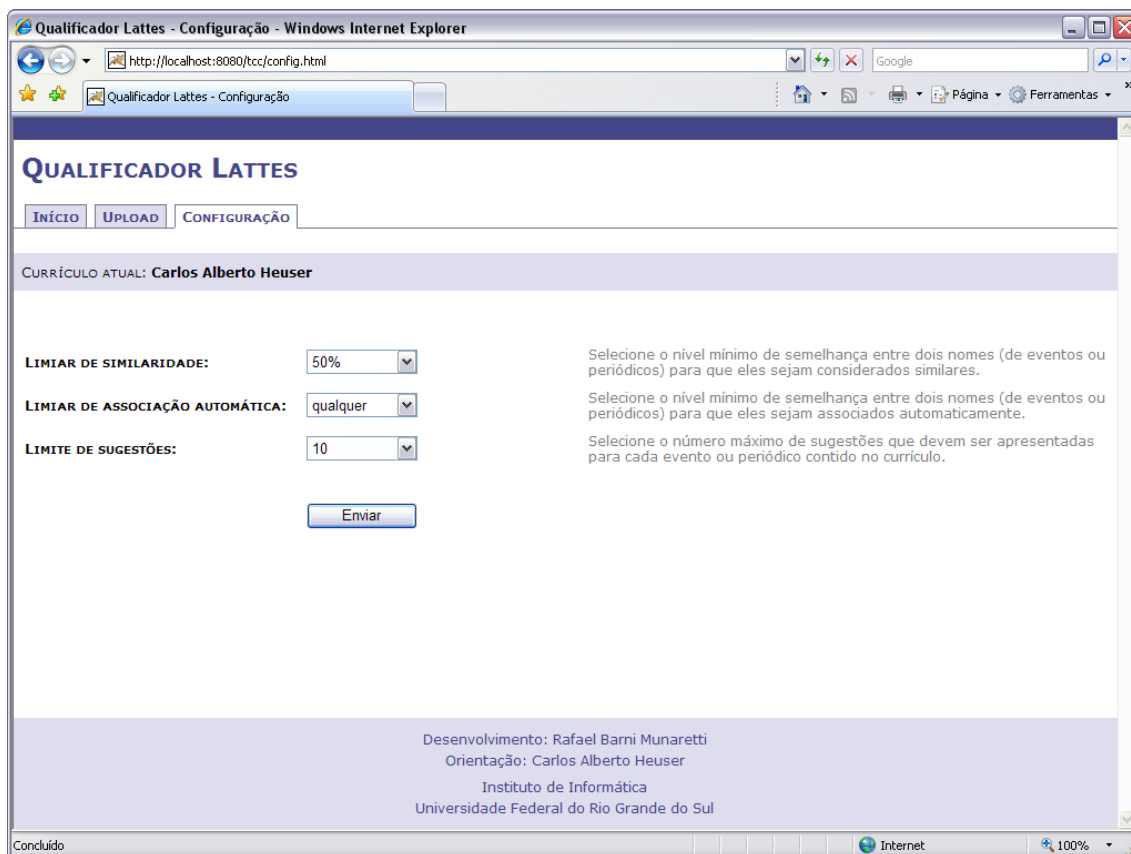 Qualificador Lattes - Configuração - Windows Internet Explorer
http://localhost:8080/tcc/config.html
Google
Qualificador Lattes - Configuração
Página
Ferramentas
»
QUALIFICADOR LATTES
INÍCIO
UPLOAD
CONFIGURAÇÃO
CURRÍCULO ATUAL: Carlos Alberto Heuser
LIMIAR DE SIMILARIDADE:
50%
Selecione o nível mínimo de semelhança entre dois nomes (de eventos ou
periódicos) para que eles sejam considerados similares.
LIMIAR DE ASSOCIAÇÃO AUTOMÁTICA:
qualquer
Selecione o nível mínimo de semelhança entre dois nomes (de eventos ou
periódicos) para que eles sejam associados automaticamente.
LIMITE DE SUGESTÕES:
10
Selecione o número máximo de sugestões que devem ser apresentadas
para cada evento ou periódico contido no currículo.
Enviar
Desenvolvimento: Rafael Barni Munaretti
Orientação: Carlos Alberto Heuser
Instituto de Informática
Universidade Federal do Rio Grande do Sul
Concluído
Internet
100%